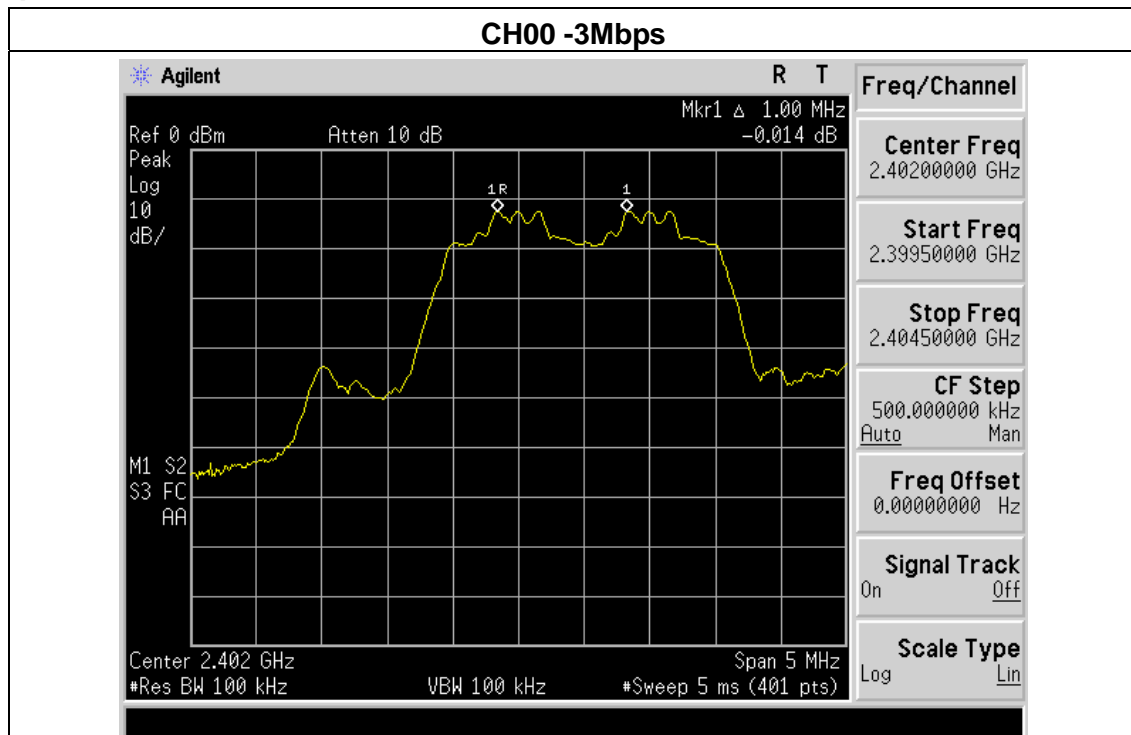 CH00 -3Mbps
Agilent R T
Mkr1 Δ 1.00 MHz
Ref 0 dBm Atten 10 dB -0.014 dB
Peak
Log
10
dB/
1R 1
M1 S2
S3 FC
AA
Center 2.402 GHz Span 5 MHz
#Res BW 100 kHz VBW 100 kHz #Sweep 5 ms (401 pts)
Freq/Channel
Center Freq
2.40200000 GHz
Start Freq
2.39950000 GHz
Stop Freq
2.40450000 GHz
CF Step
500.000000 kHz
Auto Man
Freq Offset
0.00000000 Hz
Signal Track
On Off
Scale Type
Log Lin